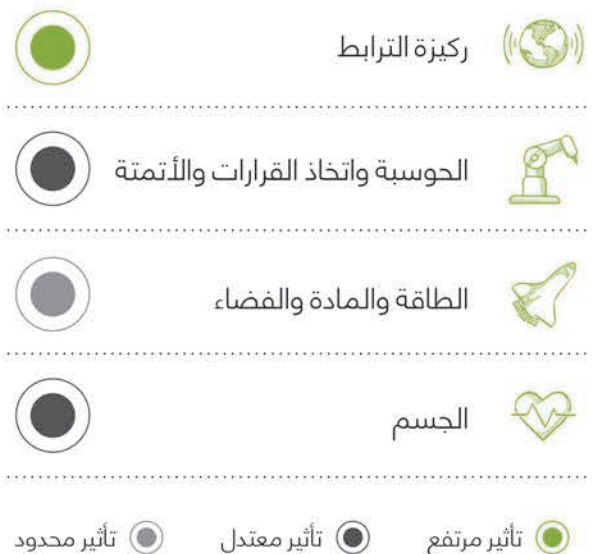 ركيزة الترابط
الحوسبة واتخاذ القرارات والأتمتة
الطاقة والمادة والفضاء
الجسم
تأثير مرتفع تأثير معتدل تأثير محدود